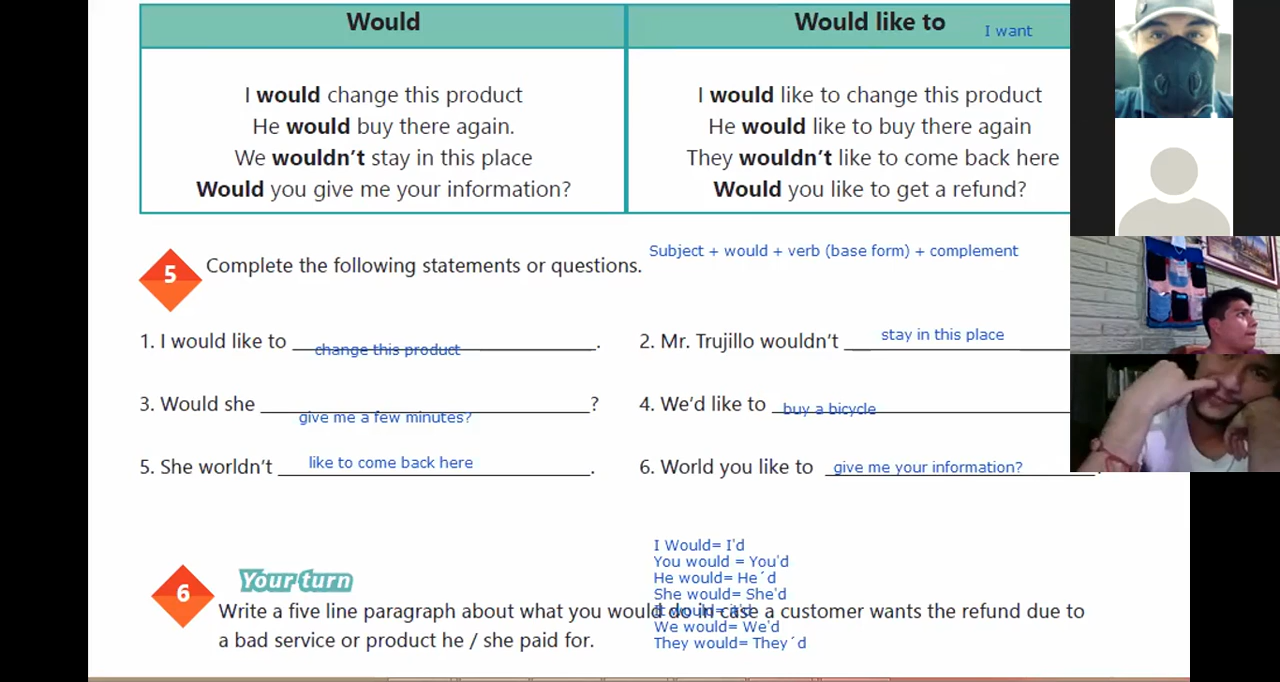 Would
Would like to I want
I would change this product
He would buy there again.
We wouldn't stay in this place
Would you give me your information?
I would like to change this product
He would like to buy there again
They wouldn't like to come back here
Would you like to get a refund?
5 Complete the following statements or questions.
Subject + would + verb (base form) + complement
1. I would like to change this product.
2. Mr. Trujillo wouldn't stay in this place
3. Would she give me a few minutes? ?
4. We'd like to buy a bicycle
5. She worldn't like to come back here.
6. World you like to give me your information?
6 Your turn
Write a five line paragraph about what you would do in case a customer wants the refund due to
a bad service or product he / she paid for.
I Would= I'd
You would = You'd
He would= He´d
She would= She'd
It would= it'd
We would= We'd
They would= They´d